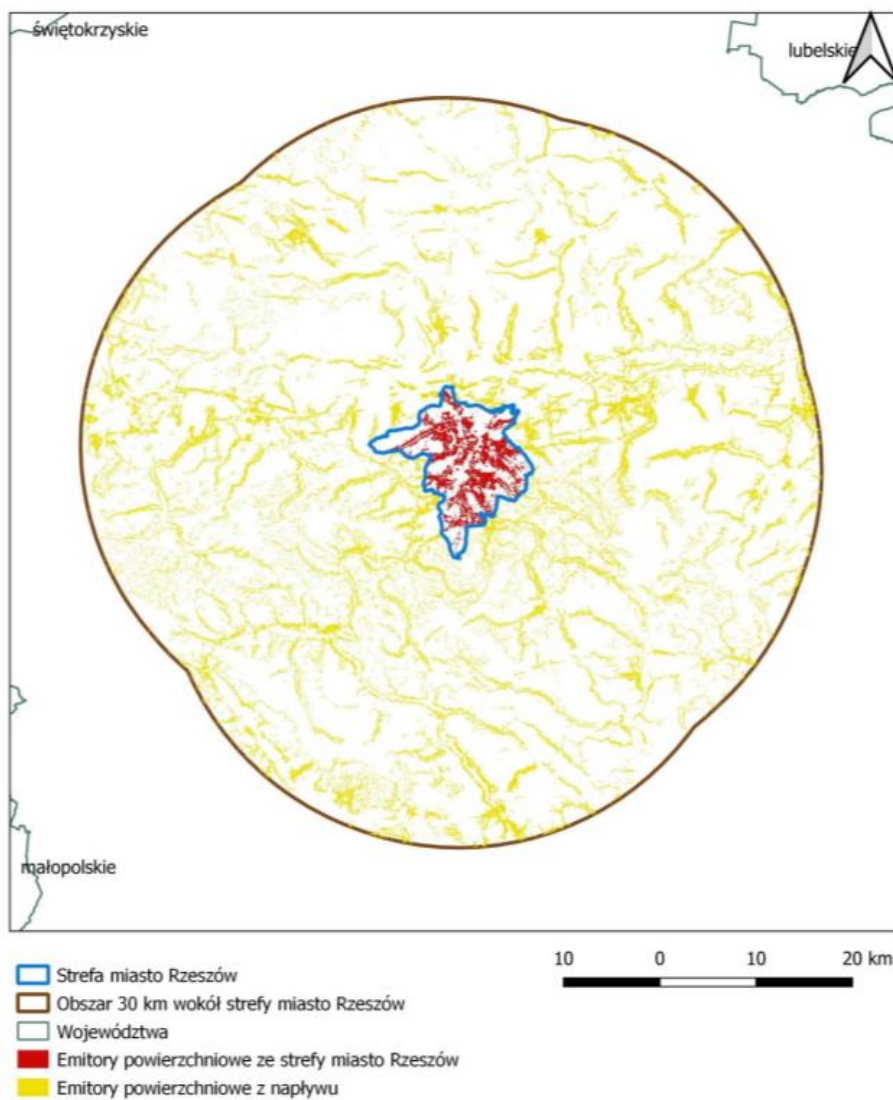 świętokrzyskie
lubelskie
małopolskie
10 0 10 20 km
Strefa miasto Rzeszów
Obszar 30 km wokół strefy miasto Rzeszów
Województwa
Emitory powierzchniowe ze strefy miasto Rzeszów
Emitory powierzchniowe z napływu